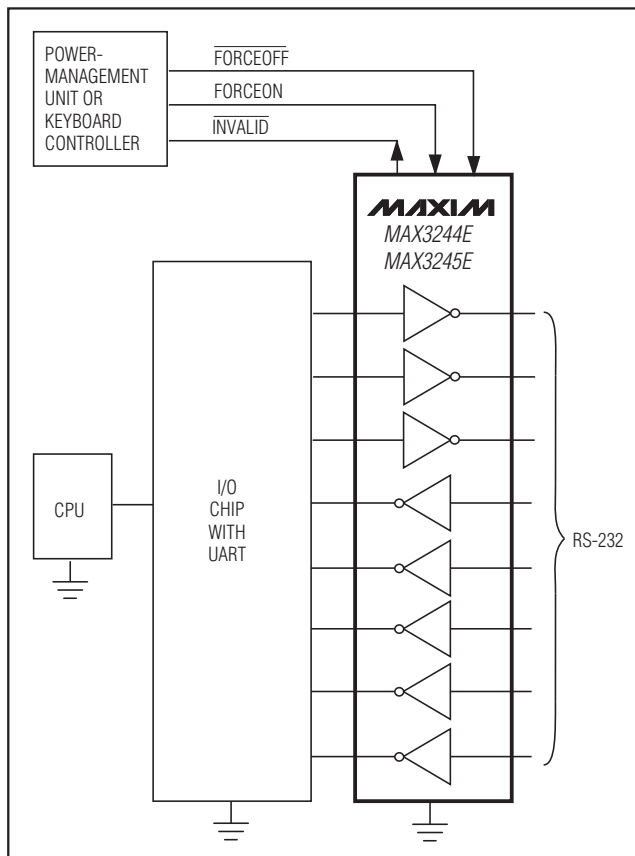 POWER-
MANAGEMENT
UNIT OR
KEYBOARD
CONTROLLER
FORCEOFF
FORCEON
INVALID
MAXIM
MAX3244E
MAX3245E
CPU
I/O
CHIP
WITH
UART
RS-232